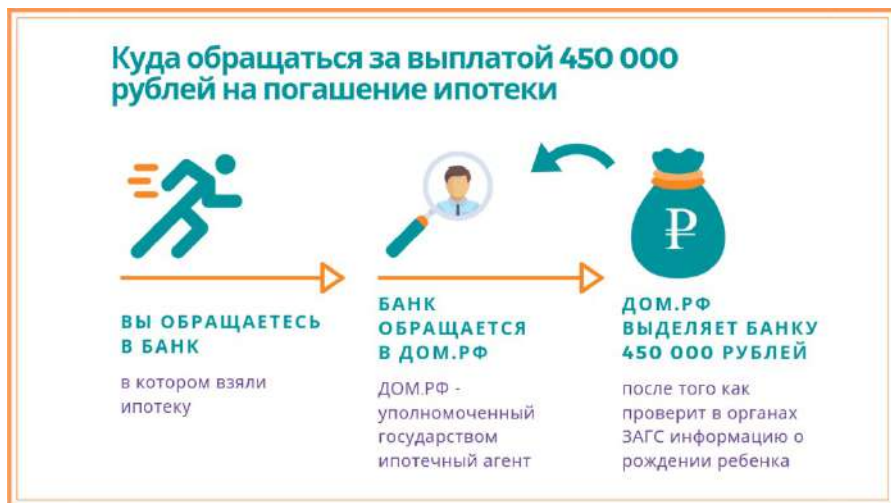 Куда обращаться за выплатой 450 000
рублей на погашение ипотеки
₽
ВЫ ОБРАЩАЕТЕСЬ
В БАНК
в котором взяли
ипотеку
БАНК
ОБРАЩАЕТСЯ
В ДОМ.РФ
ДОМ.РФ -
уполномоченный
государством
ипотечный агент
ДОМ.РФ
ВЫДЕЛЯЕТ БАНКУ
450 000 РУБЛЕЙ
после того как
проверит в органах
ЗАГС информацию о
рождении ребенка